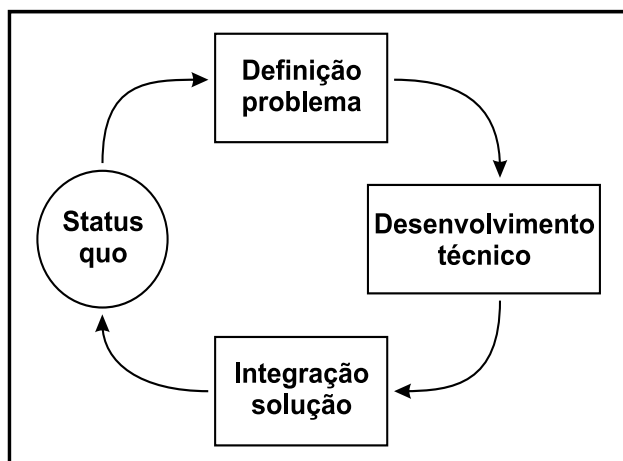 Definição
problema
Status
quo
Desenvolvimento
técnico
Integração
solução